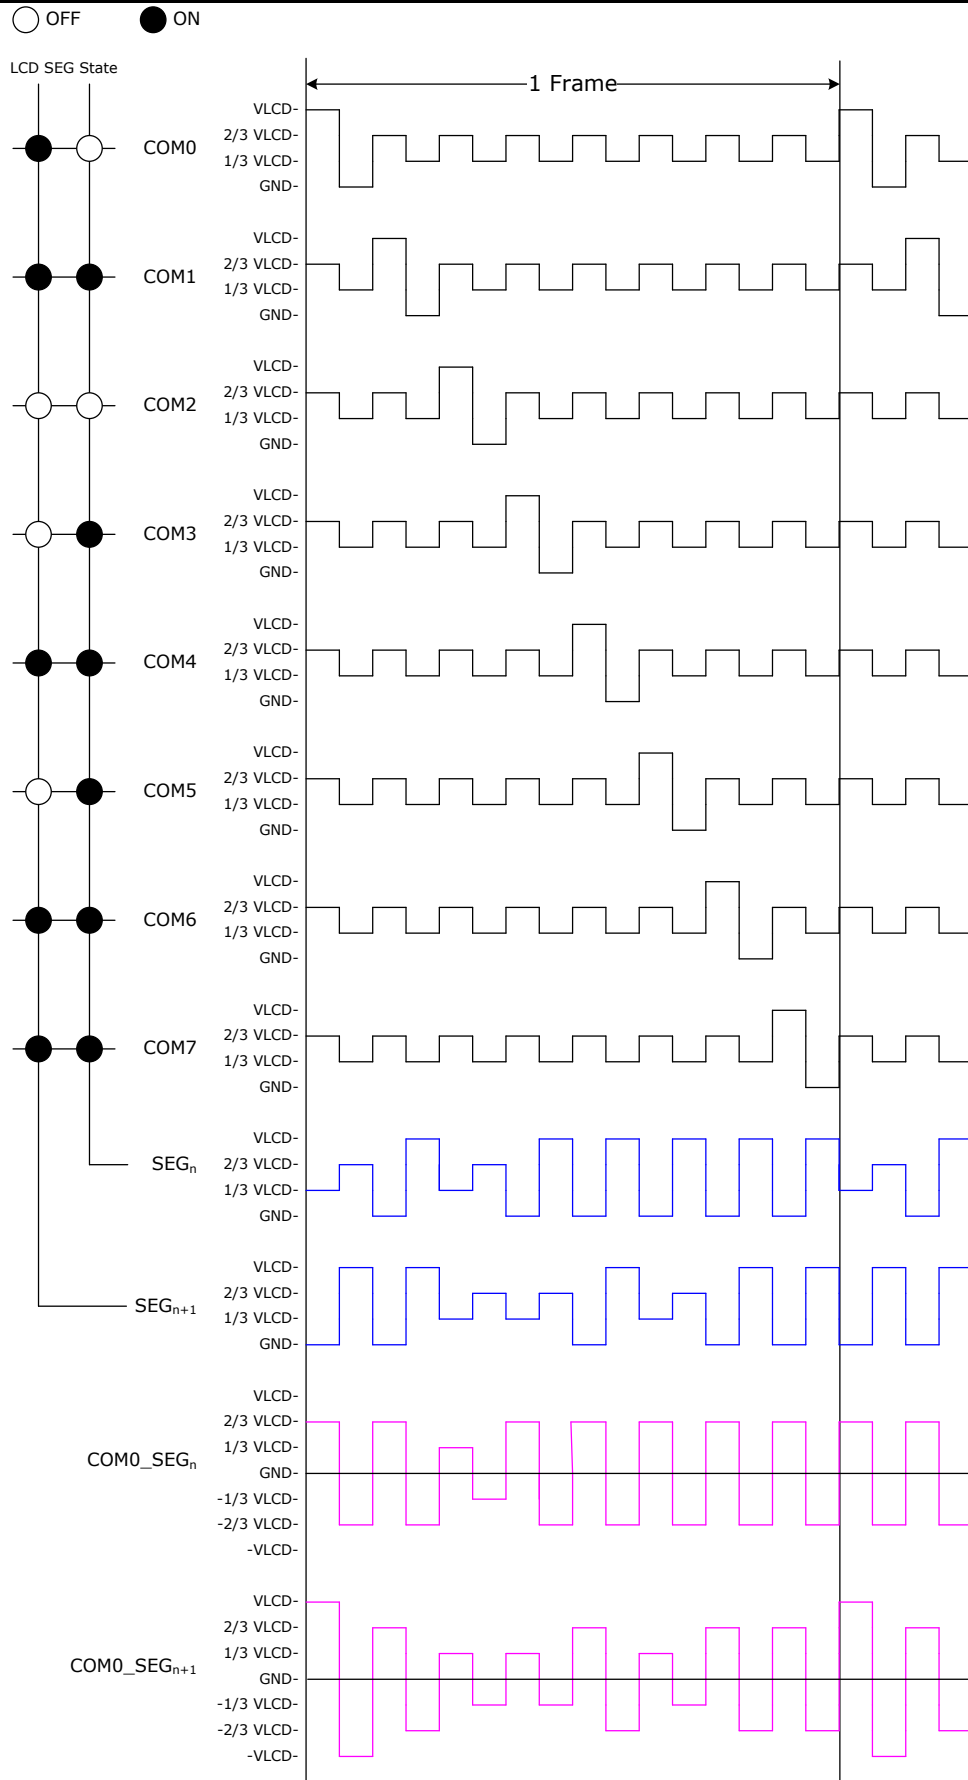 OFF ON
LCD SEG State
1 Frame
VLCD-
2/3 VLCD-
COM0
1/3 VLCD-
GND-
VLCD-
2/3 VLCD-
COM1
1/3 VLCD-
GND-
VLCD-
2/3 VLCD-
COM2
1/3 VLCD-
GND-
VLCD-
2/3 VLCD-
COM3
1/3 VLCD-
GND-
VLCD-
2/3 VLCD-
COM4
1/3 VLCD-
GND-
VLCD-
2/3 VLCD-
COM5
1/3 VLCD-
GND-
VLCD-
2/3 VLCD-
COM6
1/3 VLCD-
GND-
VLCD-
2/3 VLCD-
COM7
1/3 VLCD-
GND-
VLCD-
SEGn 2/3 VLCD-
1/3 VLCD-
GND-
VLCD-
2/3 VLCD-
SEGn+1
1/3 VLCD-
GND-
VLCD-
2/3 VLCD-
1/3 VLCD-
COM0_SEGn
GND-
-1/3 VLCD-
-2/3 VLCD-
-VLCD-
VLCD-
2/3 VLCD-
1/3 VLCD-
COM0_SEGn+1
GND-
-1/3 VLCD-
-2/3 VLCD-
-VLCD-